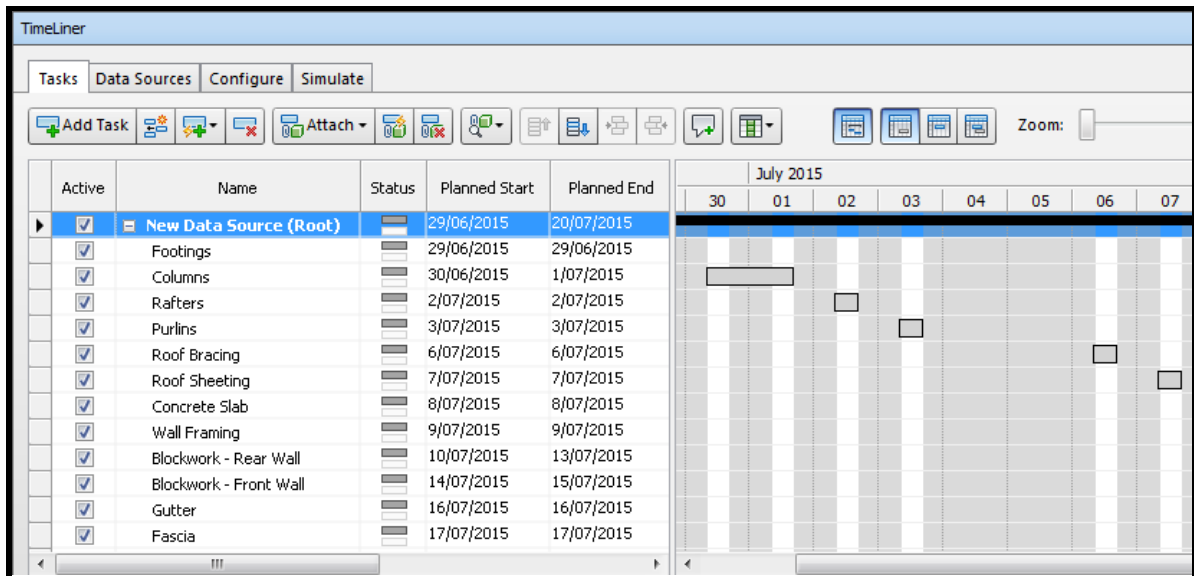 TimeLiner
Tasks Data Sources Configure Simulate
Add Task Attach Zoom:
Active Name Status Planned Start Planned End July 2015
30 01 02 03 04 05 06 07
New Data Source (Root) 29/06/2015 20/07/2015
Footings 29/06/2015 29/06/2015
Columns 30/06/2015 1/07/2015
Rafters 2/07/2015 2/07/2015
Purlins 3/07/2015 3/07/2015
Roof Bracing 6/07/2015 6/07/2015
Roof Sheeting 7/07/2015 7/07/2015
Concrete Slab 8/07/2015 8/07/2015
Wall Framing 9/07/2015 9/07/2015
Blockwork - Rear Wall 10/07/2015 13/07/2015
Blockwork - Front Wall 14/07/2015 15/07/2015
Gutter 16/07/2015 16/07/2015
Fascia 17/07/2015 17/07/2015